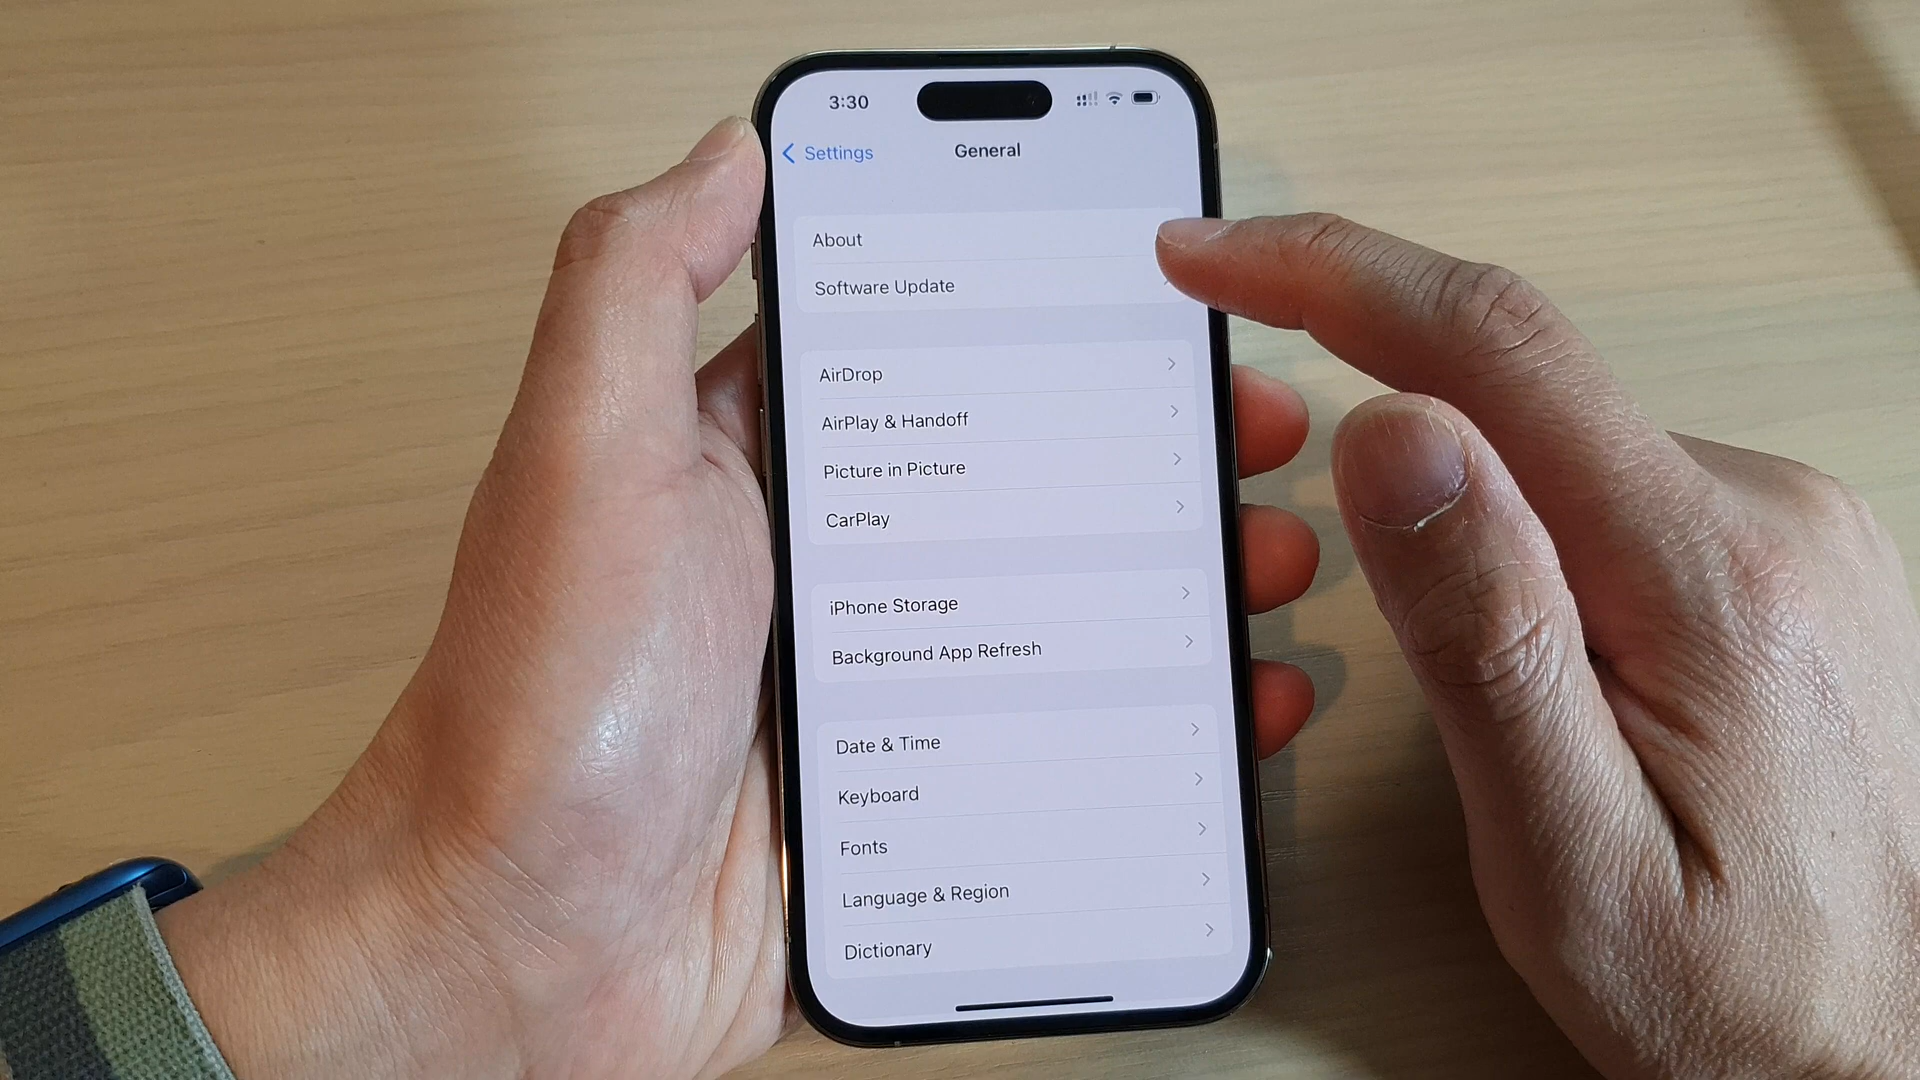 3:30
Settings
General
About
Software Update
AirDrop
AirPlay & Handoff
Picture in Picture
CarPlay
iPhone Storage
Background App Refresh
Date & Time
Keyboard
Fonts
Language & Region
Dictionary